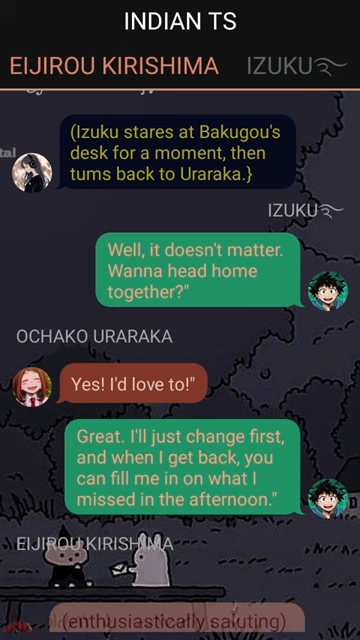 INDIAN TS
EIJIROU KIRISHIMA IZUKU
(Izuku stares at Bakugou's
desk for a moment, then
tums back to Uraraka.}
IZUKU
Well, it doesn't matter.
Wanna head home
together?"
OCHAKO URARAKA
Yes! I'd love to!"
Great. I'll just change first,
and when I get back, you
can fill me in on what I
missed in the afternoon."
EIJIROU KIRISHIMA
(enthusiastically saluting)